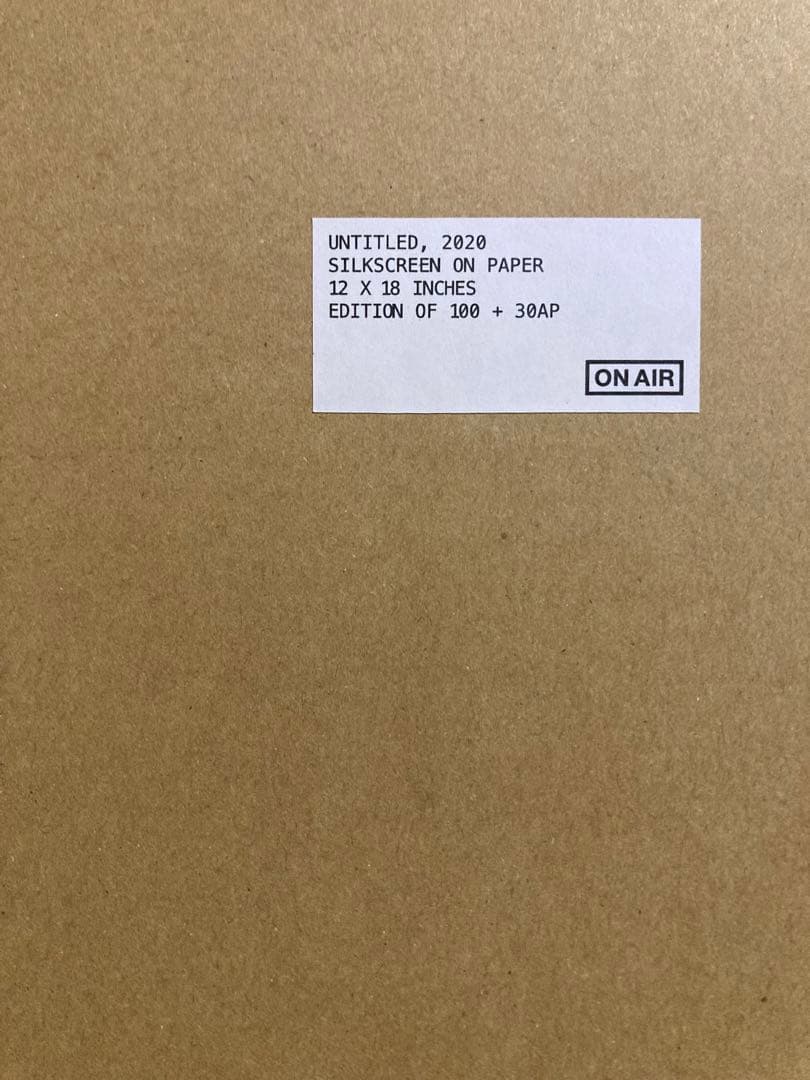 UNTITLED, 2020
SILKSCREEN ON PAPER
12 X 18 INCHES
EDITION OF 100 + 30AP
ON AIR